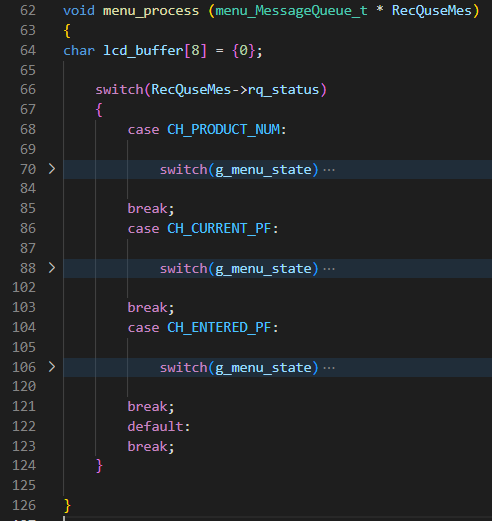 62 void menu_process (menu_MessageQueue_t * RecQuseMes)
63 {
64 char lcd_buffer[8] = {0};
65
66 switch(RecQuseMes->rq_status)
67 {
68 case CH_PRODUCT_NUM:
69
70 > switch(g_menu_state) ···
84
85 break;
86 case CH_CURRENT_PF:
87
88 > switch(g_menu_state) ···
102
103 break;
104 case CH_ENTERED_PF:
105
106 > switch(g_menu_state) ···
120
121 break;
122 default:
123 break;
124 }
125
126 }